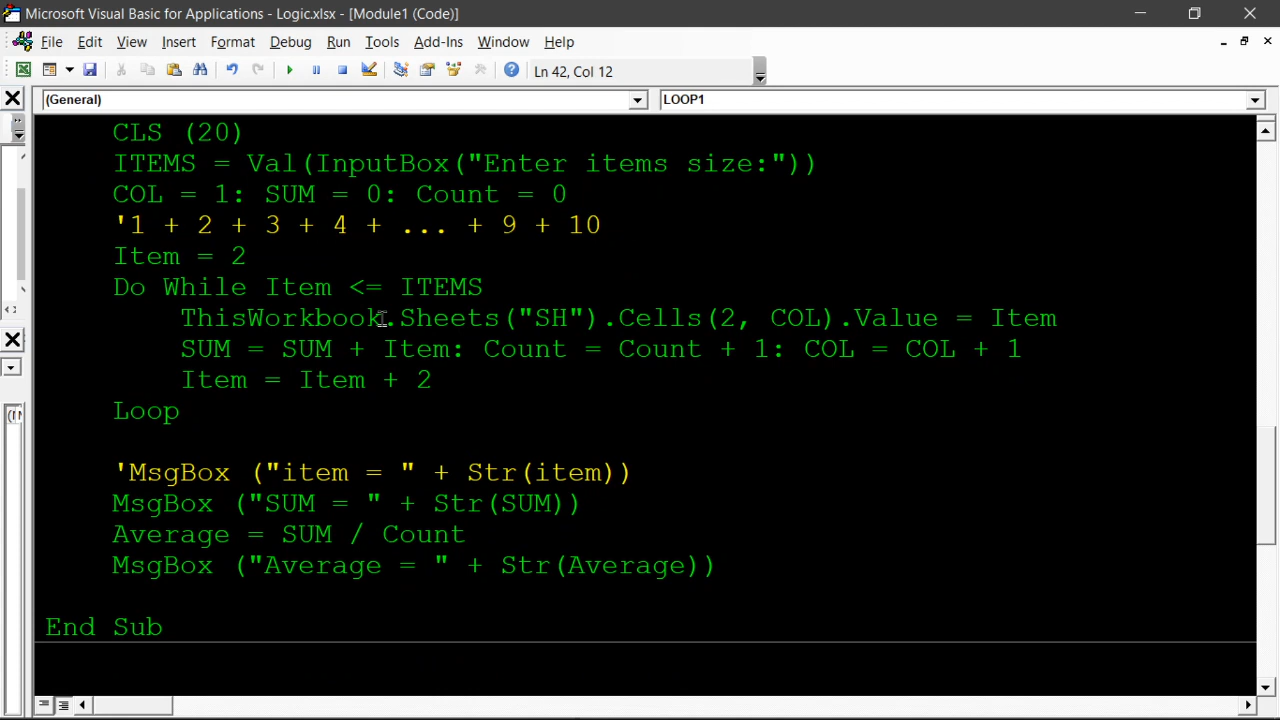 Microsoft Visual Basic for Applications - Logic.xlsx - [Module1 (Code)]
File Edit View Insert Format Debug Run Tools Add-Ins Window Help
Ln 42, Col 12
(General) LOOP1
CLS (20)
ITEMS = Val(InputBox("Enter items size:"))
COL = 1: SUM = 0: Count = 0
'1 + 2 + 3 + 4 + ... + 9 + 10
Item = 2
Do While Item <= ITEMS
ThisWorkbook.Sheets("SH").Cells(2, COL).Value = Item
SUM = SUM + Item: Count = Count + 1: COL = COL + 1
Item = Item + 2
Loop
'MsgBox ("item = " + Str(item))
MsgBox ("SUM = " + Str(SUM))
Average = SUM / Count
MsgBox ("Average = " + Str(Average))
End Sub